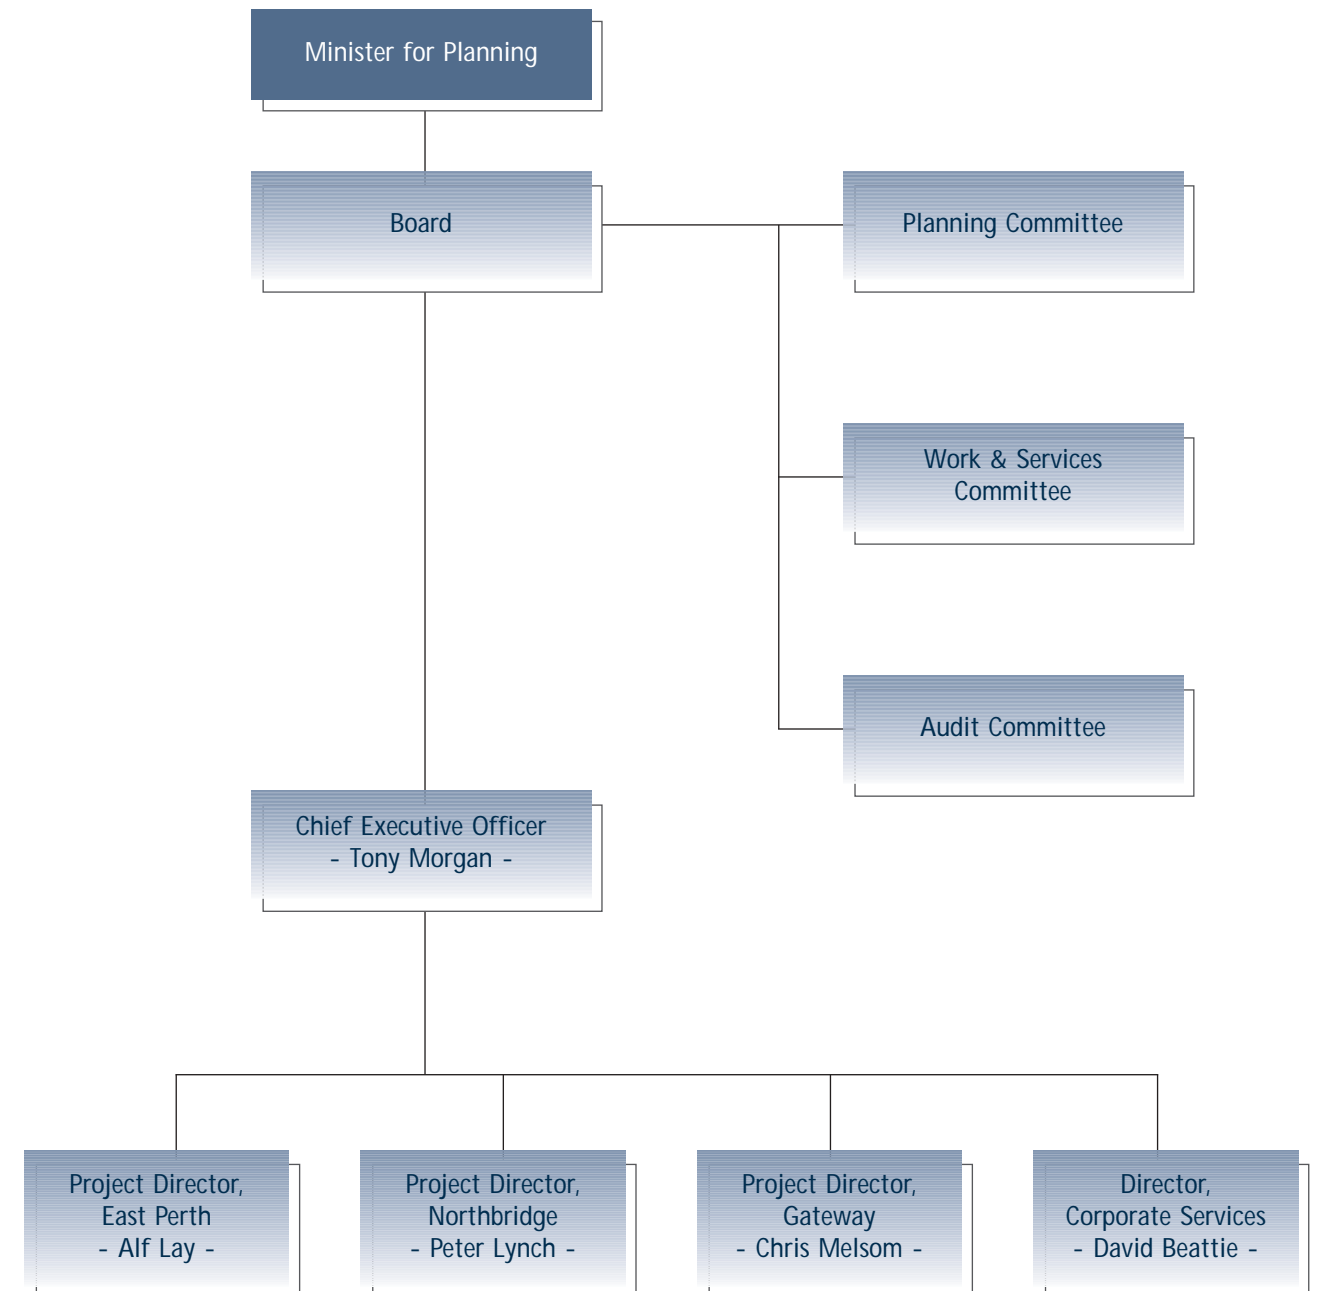 Minister for Planning
Board
Planning Committee
Work & Services
Committee
Audit Committee
Chief Executive Officer
- Tony Morgan -
Project Director,
East Perth
- Alf Lay -
Project Director,
Northbridge
- Peter Lynch -
Project Director,
Gateway
- Chris Melsom -
Director,
Corporate Services
- David Beattie -